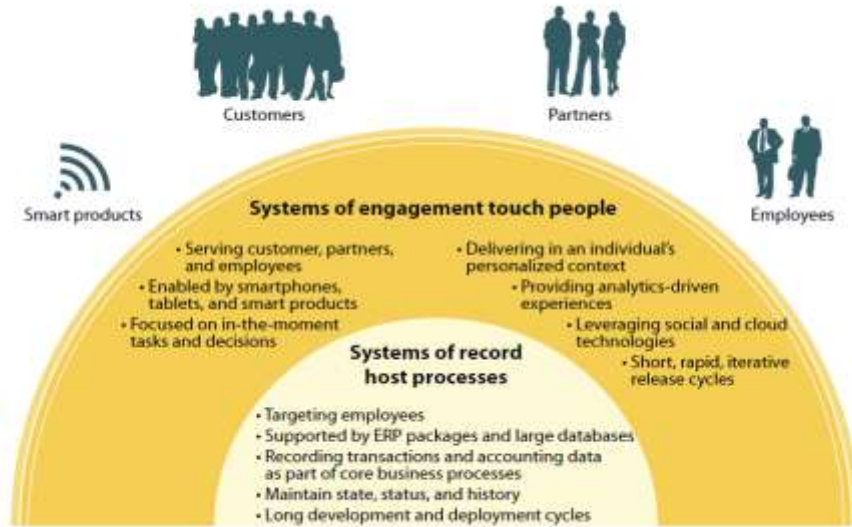 Customers
Partners
Smart products
Employees
Systems of engagement touch people
• Serving customer, partners,
and employees
• Enabled by smartphones,
tablets, and smart products
• Focused on in-the-moment
tasks and decisions
• Delivering in an individual's
personalized context
• Providing analytics-driven
experiences
• Leveraging social and cloud
technologies
• Short, rapid, iterative
release cycles
Systems of record
host processes
• Targeting employees
• Supported by ERP packages and large databases
• Recording transactions and accounting data
as part of core business processes
• Maintain state, status, and history
• Long development and deployment cycles